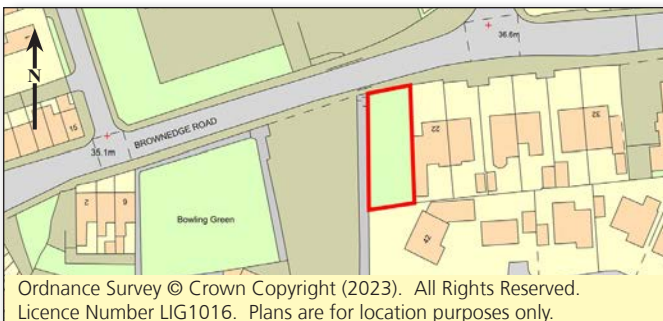 36.6m
N
15
35.1m
BROWNEDGE ROAD
22
32
2
6
Bowling Green
42
Ordnance Survey © Crown Copyright (2023). All Rights Reserved.
Licence Number LIG1016. Plans are for location purposes only.